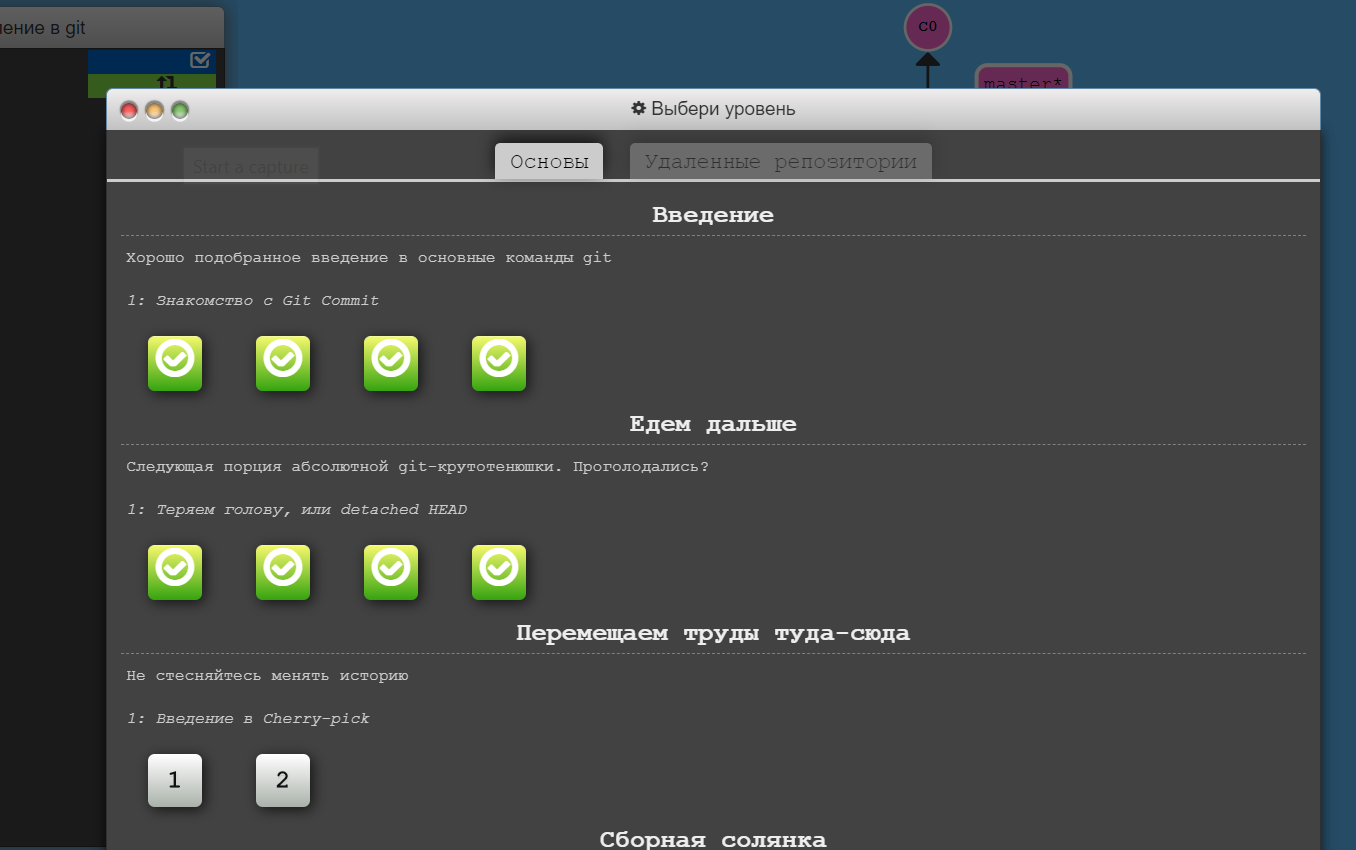 ение в git
C0
master*
Выбери уровень
Start a capture
Основы
Удаленные репозитории
Введение
Хорошо подобранное введение в основные команды git
1: Знакомство с Git Commit
Едем дальше
Следующая порция абсолютной git-крутотенюшки. Проголодались?
1: Теряем голову, или detached HEAD
Перемещаем труды туда-сюда
Не стесняйтесь менять историю
1: Введение в Cherry-pick
1 2
Сборная солянка